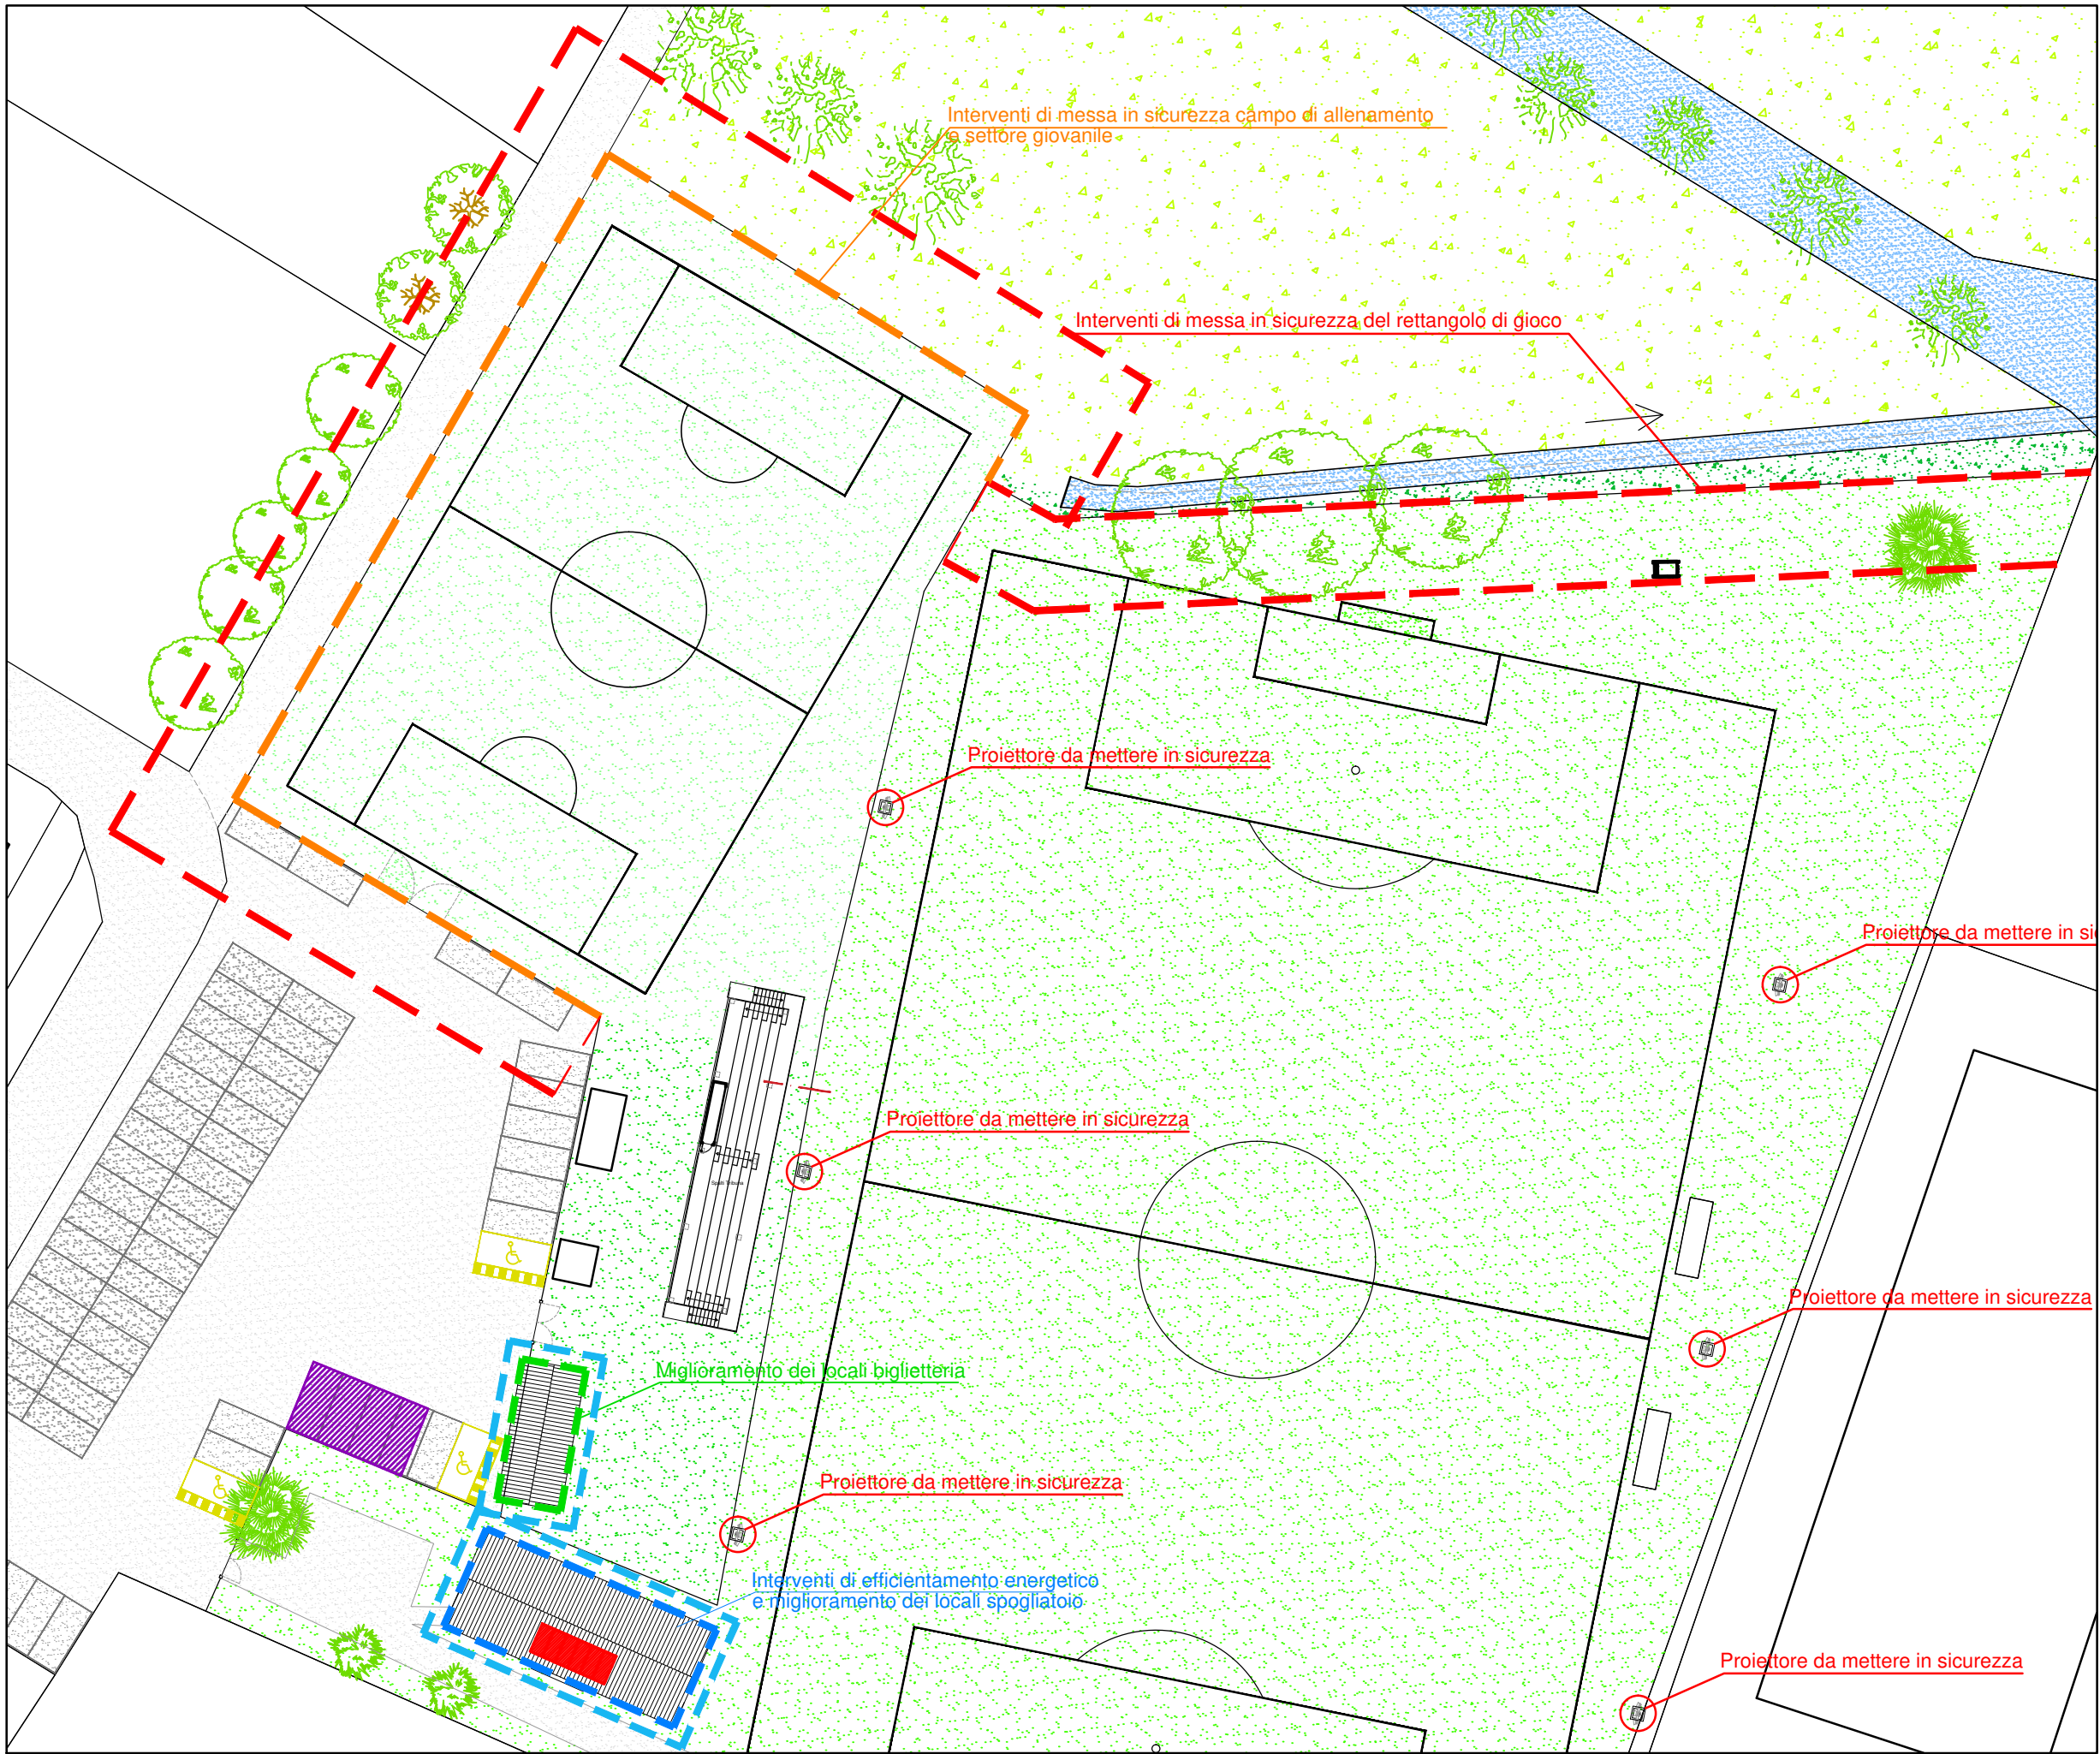 Interventi di messa in sicurezza campo di allenamento
e settore giovanile
Interventi di messa in sicurezza del rettangolo di gioco
Proiettore da mettere in sicurezza
Proiettore da mettere in si
Proiettore da mettere in sicurezza
Spalti Tribuna
Proiettore da mettere in sicurezza
Miglioramento dei locali biglietteria
Proiettore da mettere in sicurezza
Interventi di efficientamento energetico
e miglioramento dei locali spogliatoio
Proiettore da mettere in sicurezza